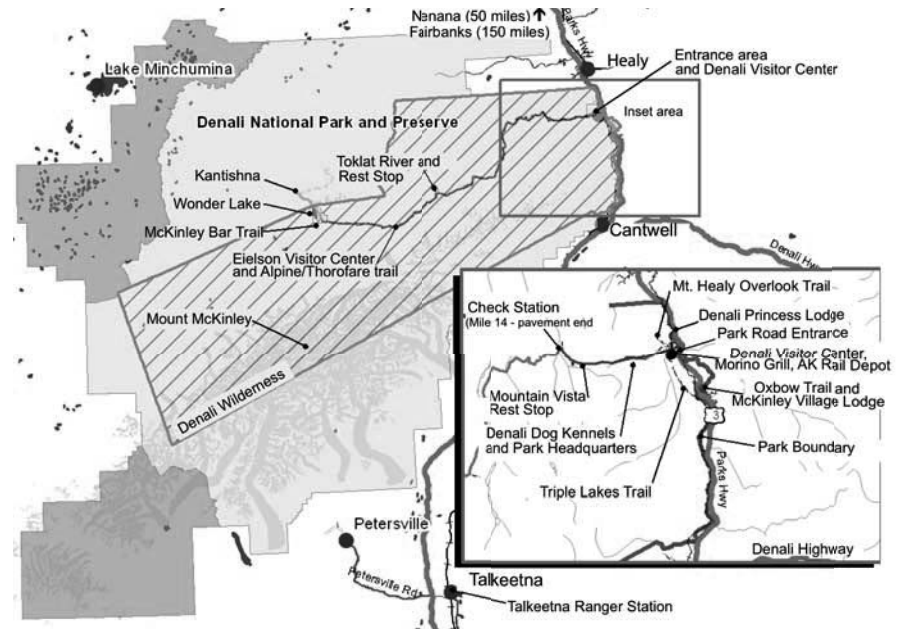 Nenana (50 miles)
Fairbanks (150 miles)
Parks Hwy
Healy
Entrance area
and Denali Visitor Center
Lake Minchumina
Inset area
Denali National Park and Preserve
Toklat River and
Rest Stop
Kantishna
Wonder Lake
McKinley Bar Trail
Cantwell
Eielson Visitor Center
and Alpine/Thorofare trail
Denali Hwy
Mount McKinley
Denali Wilderness
Mt. Healy Overlook Trail
Check Station
(Mile 14 - pavement end
Denali Princess Lodge
Park Road Entrance
Denali Visitor Center,
Morino Grill, AK Rail Depot
Mountain Vista
Rest Stop
Oxbow Trail and
McKinley Village Lodge
3
Denali Dog Kennels
and Park Headquarters
Park Boundary
Parks Hwy
Triple Lakes Trail
Denali Highway
Petersville
Petersville Rd
Talkeetna
Talkeetna Ranger Station